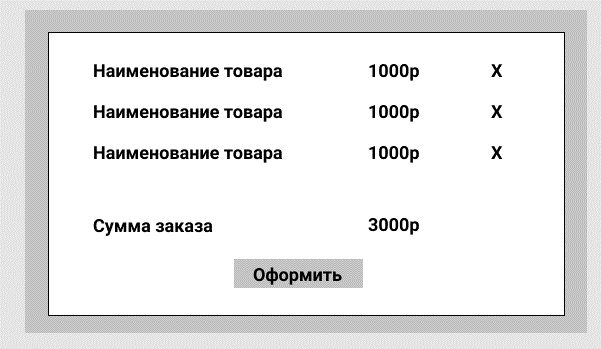 Наименование товара 1000р X
Наименование товара 1000р X
Наименование товара 1000р X
Сумма заказа 3000р
Оформить